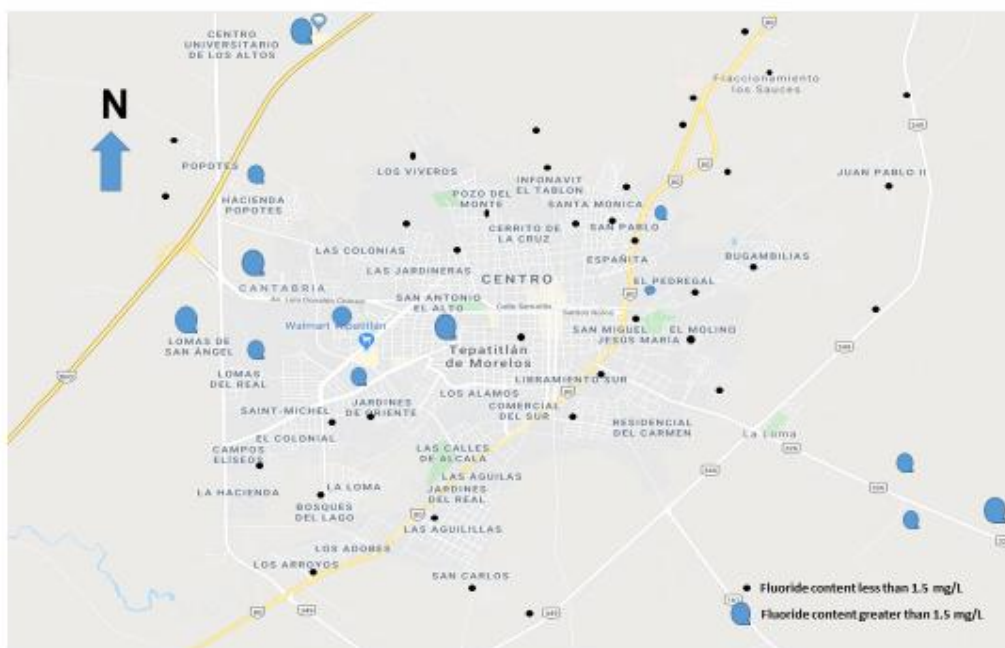 CENTRO
UNIVERSITARIO
DE LOS ALTOS
N
Fraccionamiento
los Sauces
POPOTES
HACIENDA
POPOTES
LOS VIVEROS
INFONAVIT
EL TABLON
POZO DEL
MONTE
SANTA MONICA
JUAN PABLO II
CERRITO DE
LA CRUZ
SAN PABLO
LAS COLONIAS
ESPAÑITA
BUGAMBILIAS
LAS JARDINERAS
CENTRO
EL PEDREGAL
CANTABRIA
SAN ANTONIO
EL ALTO
Walmart Tepatitlán
SAN MIGUEL
JESÚS MARÍA
EL MOLINO
LOMAS DE
SAN ÁNGEL
Tepatitlán
de Morelos
LOMAS
DEL REAL
LIBRAMIENTO SUR
LOS ALAMOS
JARDINES
DE ORIENTE
SAINT-MICHEL
COMERCIAL
DEL SUR
RESIDENCIAL
DEL CARMEN
La Loma
EL COLONIAL
CAMPOS
ELÍSEOS
LAS CALLES
DE ALCALA
LAS AGUILAS
LA HACIENDA
LA LOMA
JARDINES
DEL REAL
BOSQUES
DEL LAGO
LAS AGUILILLAS
LOS ADOBES
LOS ARROYOS
SAN CARLOS
Fluoride content less than 1.5 mg/L
Fluoride content greater than 1.5 mg/L